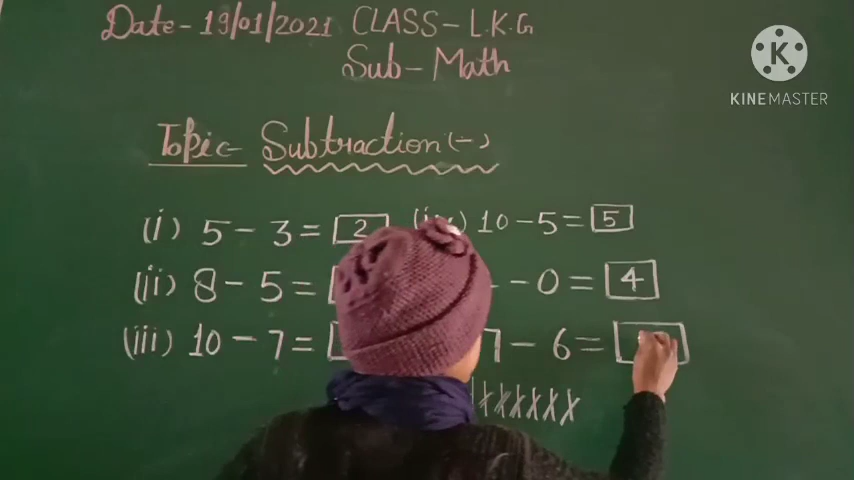 Date- 19/01/2021 CLASS- L.K.G
Sub- Math
KINEMASTER
Topic- Subtraction (-)
(i) 5 - 3 = 2 (iv) 10 - 5 = 5
(ii) 8 - 5 = - 0 = 4
(iii) 10 - 7 = 7 - 6 =